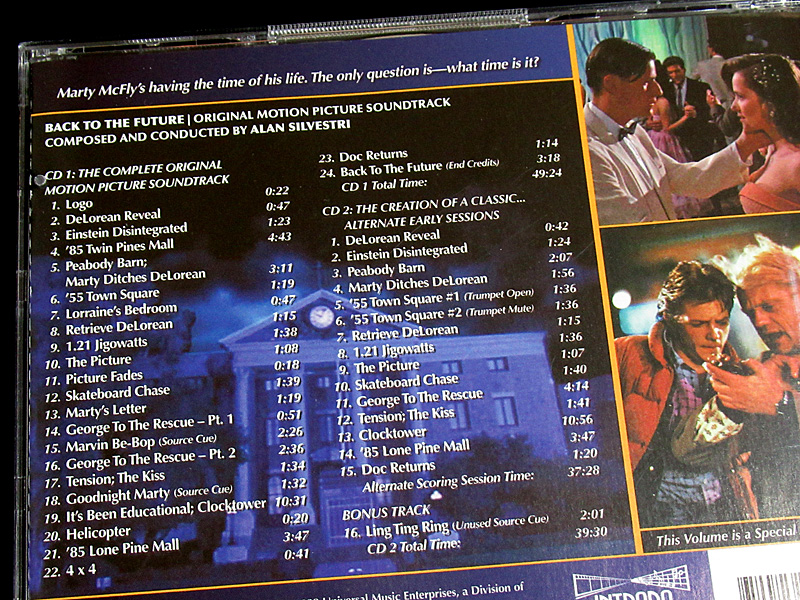 Marty McFly's having the time of his life. The only question is—what time is it?
BACK TO THE FUTURE | ORIGINAL MOTION PICTURE SOUNDTRACK
COMPOSED AND CONDUCTED BY ALAN SILVESTRI
CD 1: THE COMPLETE ORIGINAL
MOTION PICTURE SOUNDTRACK
1. Logo 0:22
2. DeLorean Reveal 0:47
3. Einstein Disintegrated 1:23
4. '85 Twin Pines Mall 4:43
5. Peabody Barn;
Marty Ditches DeLorean 3:11
6. '55 Town Square 1:19
7. Lorraine's Bedroom 0:47
8. Retrieve DeLorean 1:15
9. 1.21 Jigowatts 1:38
10. The Picture 1:08
11. Picture Fades 0:18
12. Skateboard Chase 1:39
13. Marty's Letter 1:19
14. George To The Rescue – Pt. 1 0:51
15. Marvin Be-Bop (Source Cue) 2:26
16. George To The Rescue – Pt. 2 2:36
17. Tension; The Kiss 1:34
18. Goodnight Marty (Source Cue) 1:32
19. It's Been Educational; Clocktower 10:31
20. Helicopter 0:20
21. '85 Lone Pine Mall 3:47
22. 4 x 4 0:41
23. Doc Returns 1:14
24. Back To The Future (End Credits) 3:18
CD 1 Total Time: 49:24
CD 2: THE CREATION OF A CLASSIC...
ALTERNATE EARLY SESSIONS
1. DeLorean Reveal 0:42
2. Einstein Disintegrated 1:24
3. Peabody Barn 2:07
4. Marty Ditches DeLorean 1:56
5. '55 Town Square #1 (Trumpet Open) 1:36
6. '55 Town Square #2 (Trumpet Mute) 1:36
7. Retrieve DeLorean 1:15
8. 1.21 Jigowatts 1:36
9. The Picture 1:07
10. Skateboard Chase 1:40
11. George To The Rescue 4:14
12. Tension; The Kiss 1:41
13. Clocktower 10:56
14. '85 Lone Pine Mall 3:47
15. Doc Returns 1:20
Alternate Scoring Session Time: 37:28
BONUS TRACK
16. Ling Ting Ring (Unused Source Cue) 2:01
CD 2 Total Time: 39:30
This Volume is a Special
Universal Music Enterprises, a Division of
INTRADA